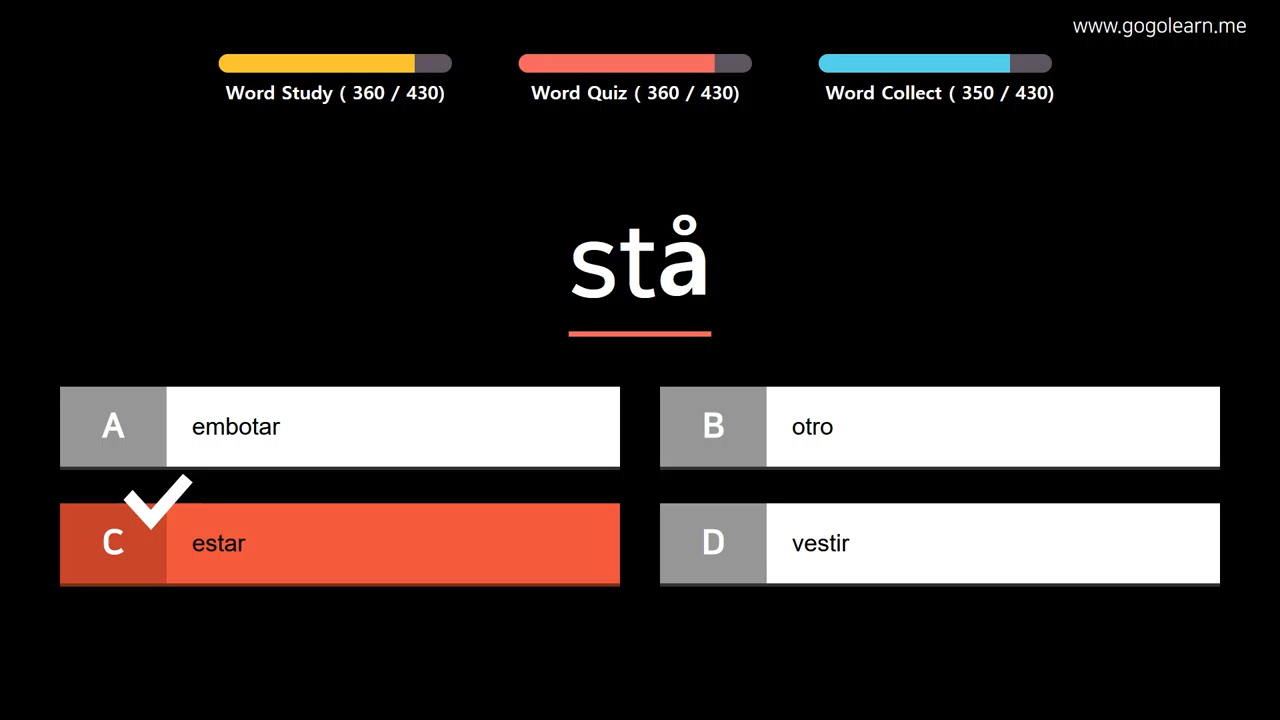 www.gogolearn.me
Word Study ( 360 / 430)
Word Quiz ( 360 / 430)
Word Collect ( 350 / 430)
stå
A embotar
B otro
C estar
D vestir